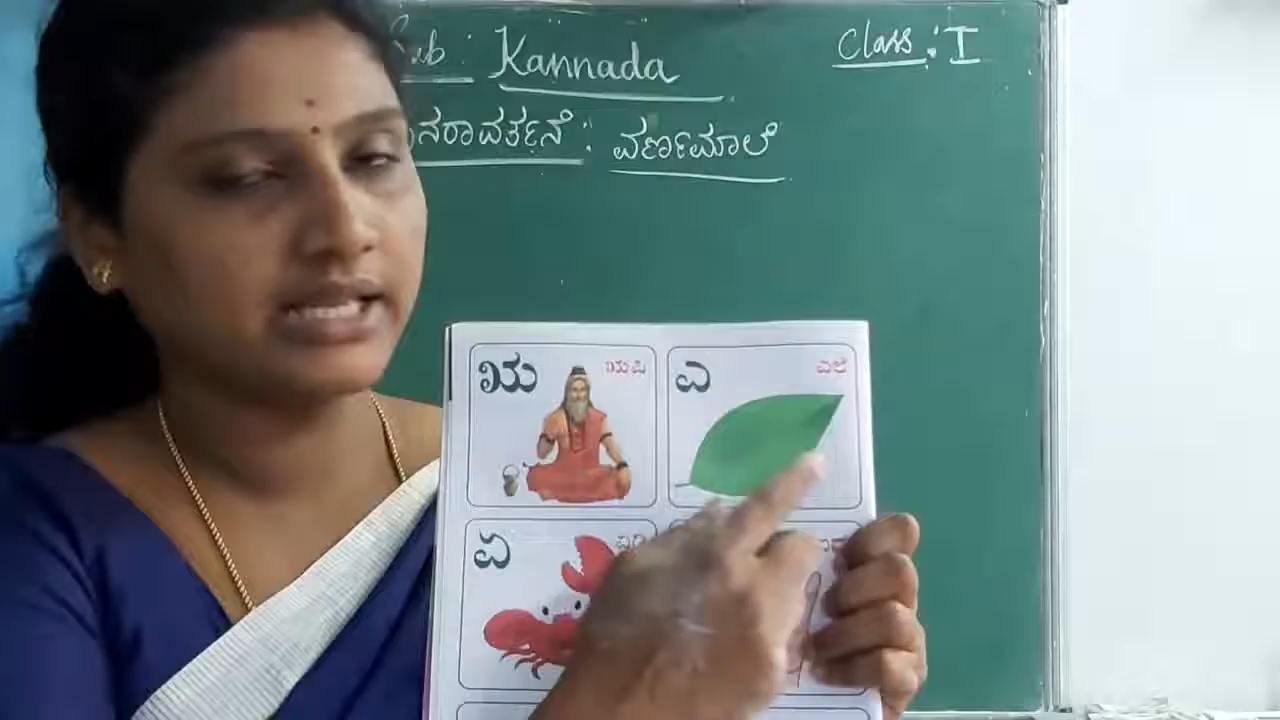 Sub : Kannada
Class : I
ಪುನರಾವರ್ತನೆ : ವರ್ಣಮಾಲೆ
ಋ ಋಷಿ
ಎ ಎಲೆ
ಏ